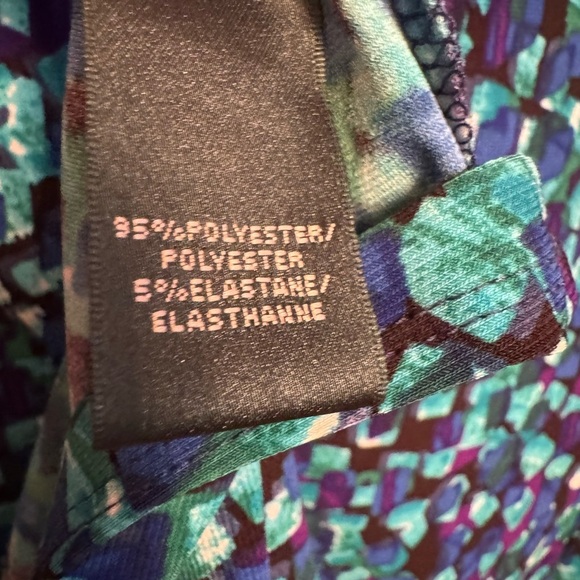 95%POLYESTER/
POLYESTER
5%ELASTANE/
ELASTHANNE